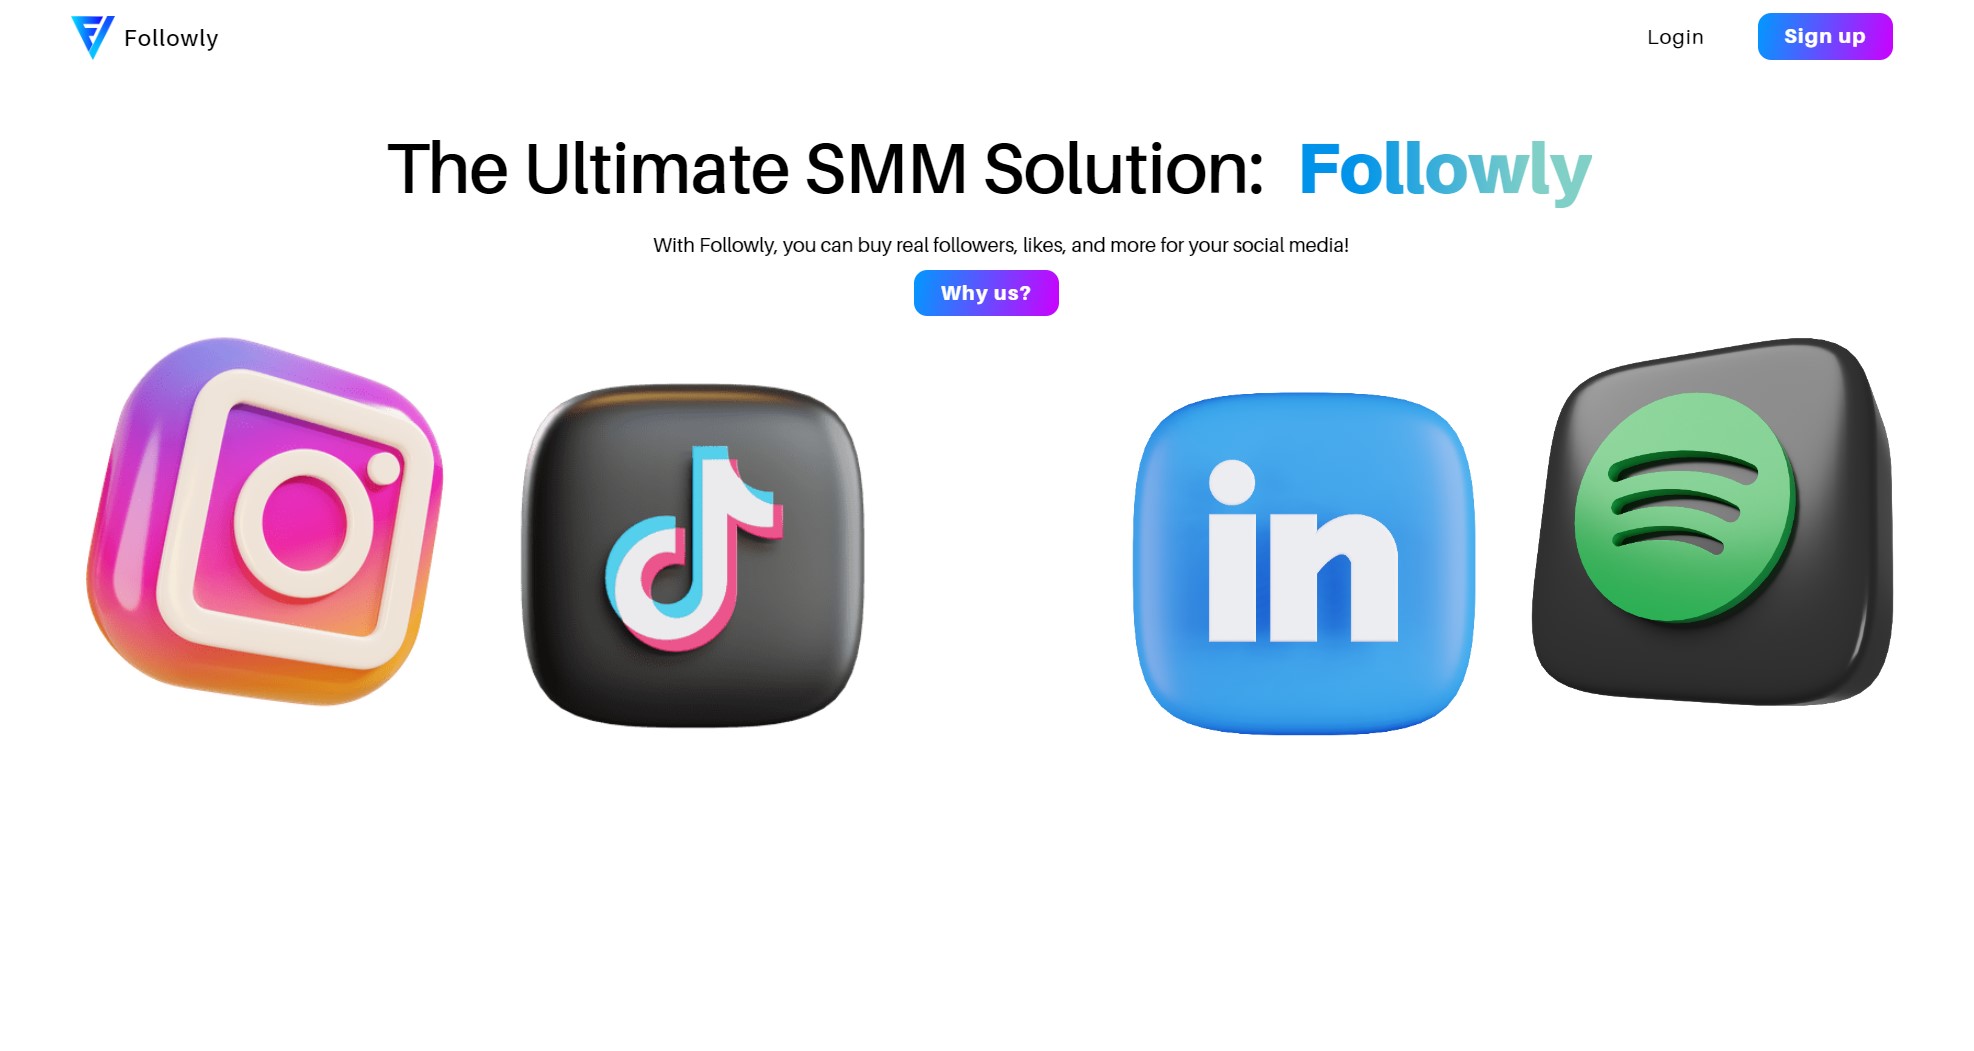 Followly
Login
Sign up
The Ultimate SMM Solution: Followly
With Followly, you can buy real followers, likes, and more for your social media!
Why us?
in